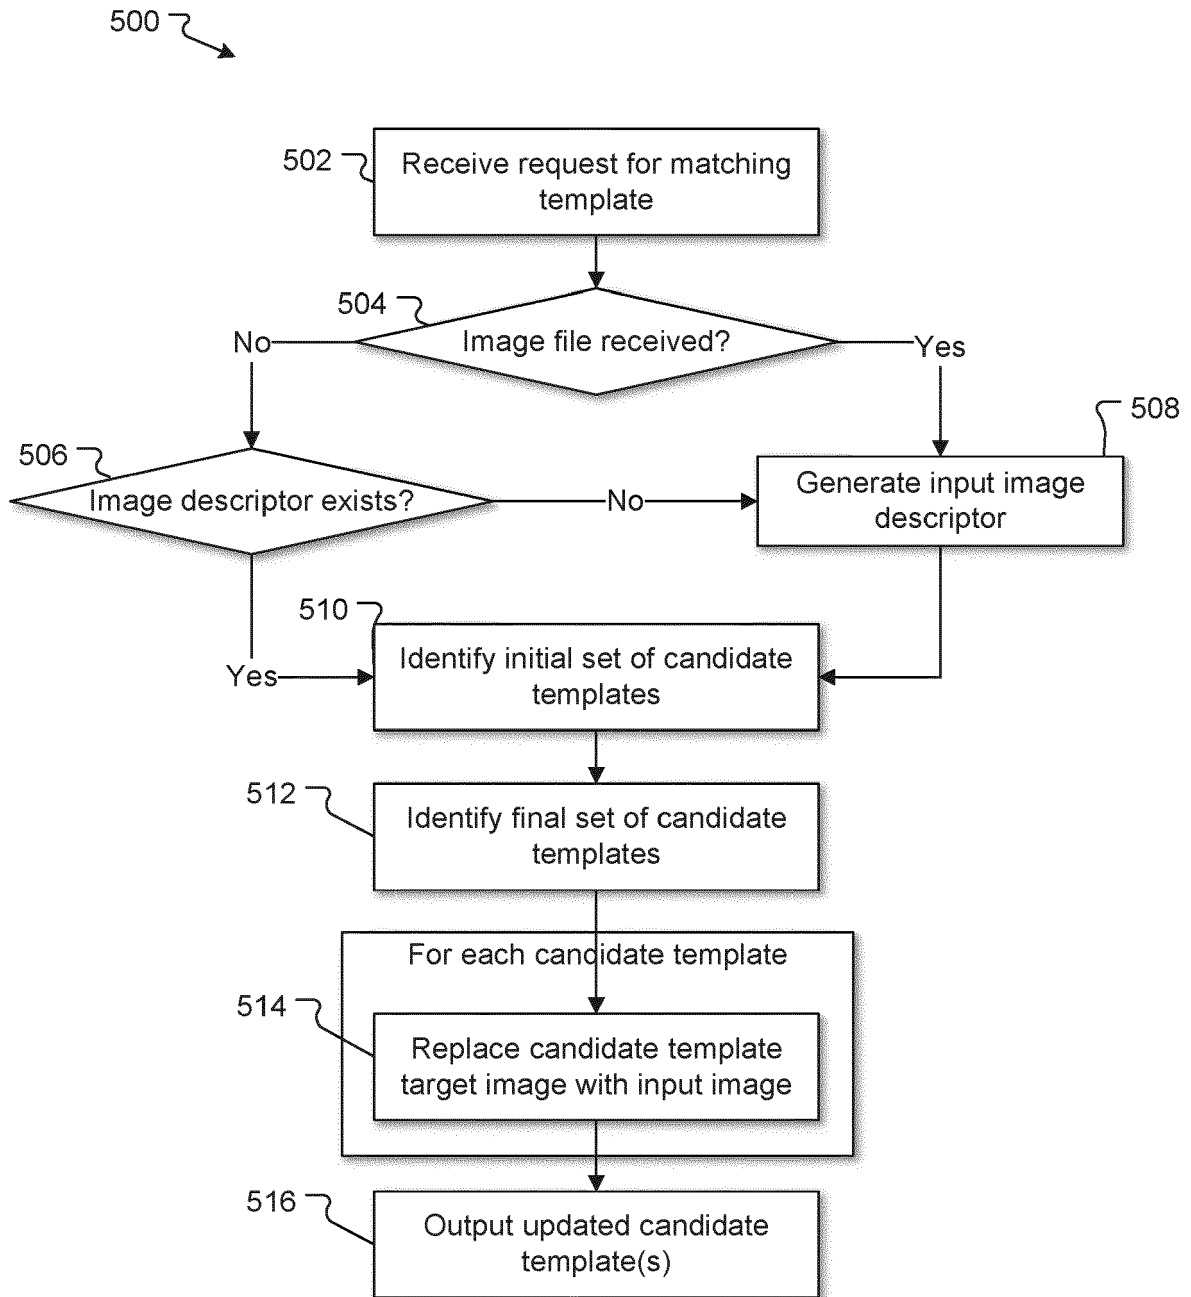 500
502
Receive request for matching
template
504
Image file received?
No
Yes
506
Image descriptor exists?
No
508
Generate input image
descriptor
510
Yes
Identify initial set of candidate
templates
512
Identify final set of candidate
templates
For each candidate template
514
Replace candidate template
target image with input image
516
Output updated candidate
template(s)